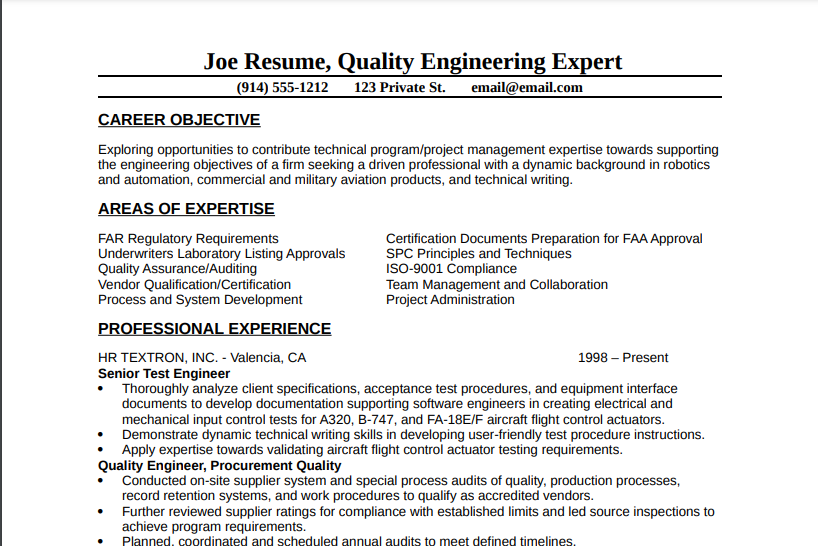 Joe Resume, Quality Engineering Expert
(914) 555-1212 123 Private St. email@email.com
CAREER OBJECTIVE
Exploring opportunities to contribute technical program/project management expertise towards supporting
the engineering objectives of a firm seeking a driven professional with a dynamic background in robotics
and automation, commercial and military aviation products, and technical writing.
AREAS OF EXPERTISE
FAR Regulatory Requirements Certification Documents Preparation for FAA Approval
Underwriters Laboratory Listing Approvals SPC Principles and Techniques
Quality Assurance/Auditing ISO-9001 Compliance
Vendor Qualification/Certification Team Management and Collaboration
Process and System Development Project Administration
PROFESSIONAL EXPERIENCE
HR TEXTRON, INC. - Valencia, CA 1998 – Present
Senior Test Engineer
• Thoroughly analyze client specifications, acceptance test procedures, and equipment interface
documents to develop documentation supporting software engineers in creating electrical and
mechanical input control tests for A320, B-747, and FA-18E/F aircraft flight control actuators.
• Demonstrate dynamic technical writing skills in developing user-friendly test procedure instructions.
• Apply expertise towards validating aircraft flight control actuator testing requirements.
Quality Engineer, Procurement Quality
• Conducted on-site supplier system and special process audits of quality, production processes,
record retention systems, and work procedures to qualify as accredited vendors.
• Further reviewed supplier ratings for compliance with established limits and led source inspections to
achieve program requirements.
• Planned, coordinated and scheduled annual audits to meet defined timelines.